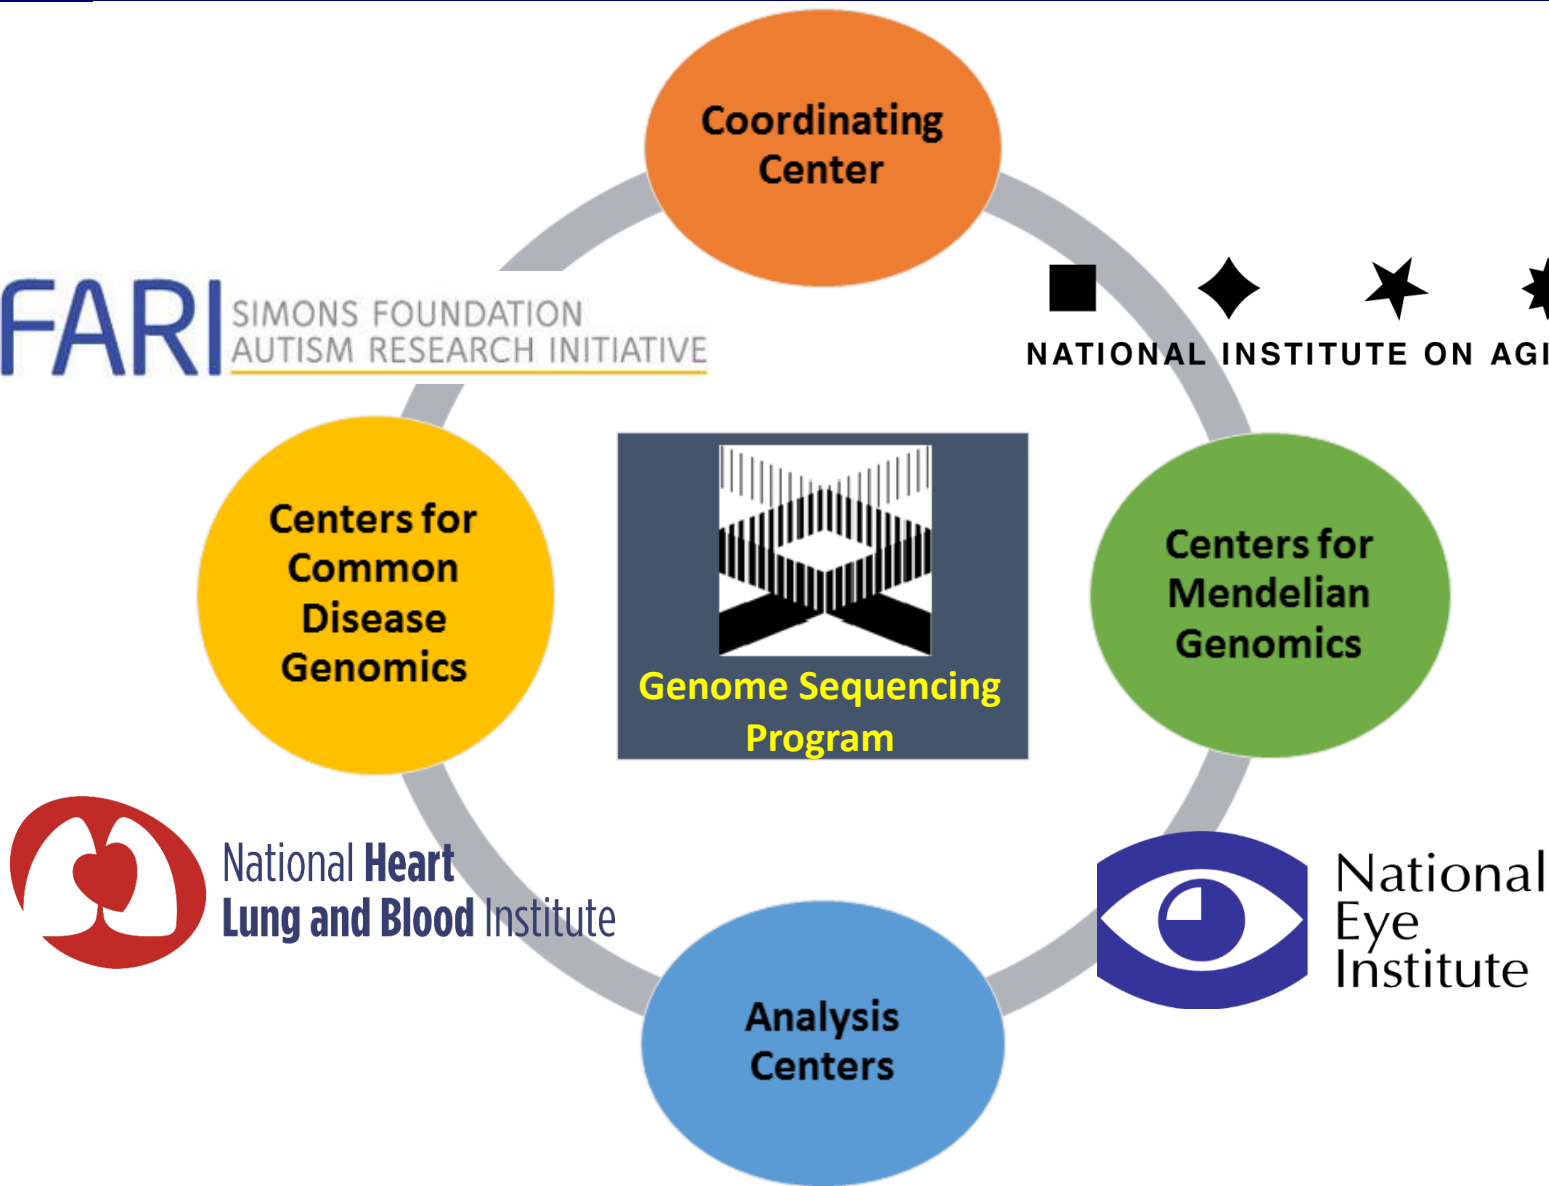 Coordinating
Center
FARI
SIMONS FOUNDATION
AUTISM RESEARCH INITIATIVE
NATIONAL INSTITUTE ON AGI
Centers for
Common
Disease
Genomics
Genome Sequencing
Program
Centers for
Mendelian
Genomics
National Heart
Lung and Blood Institute
National
Eye
Institute
Analysis
Centers